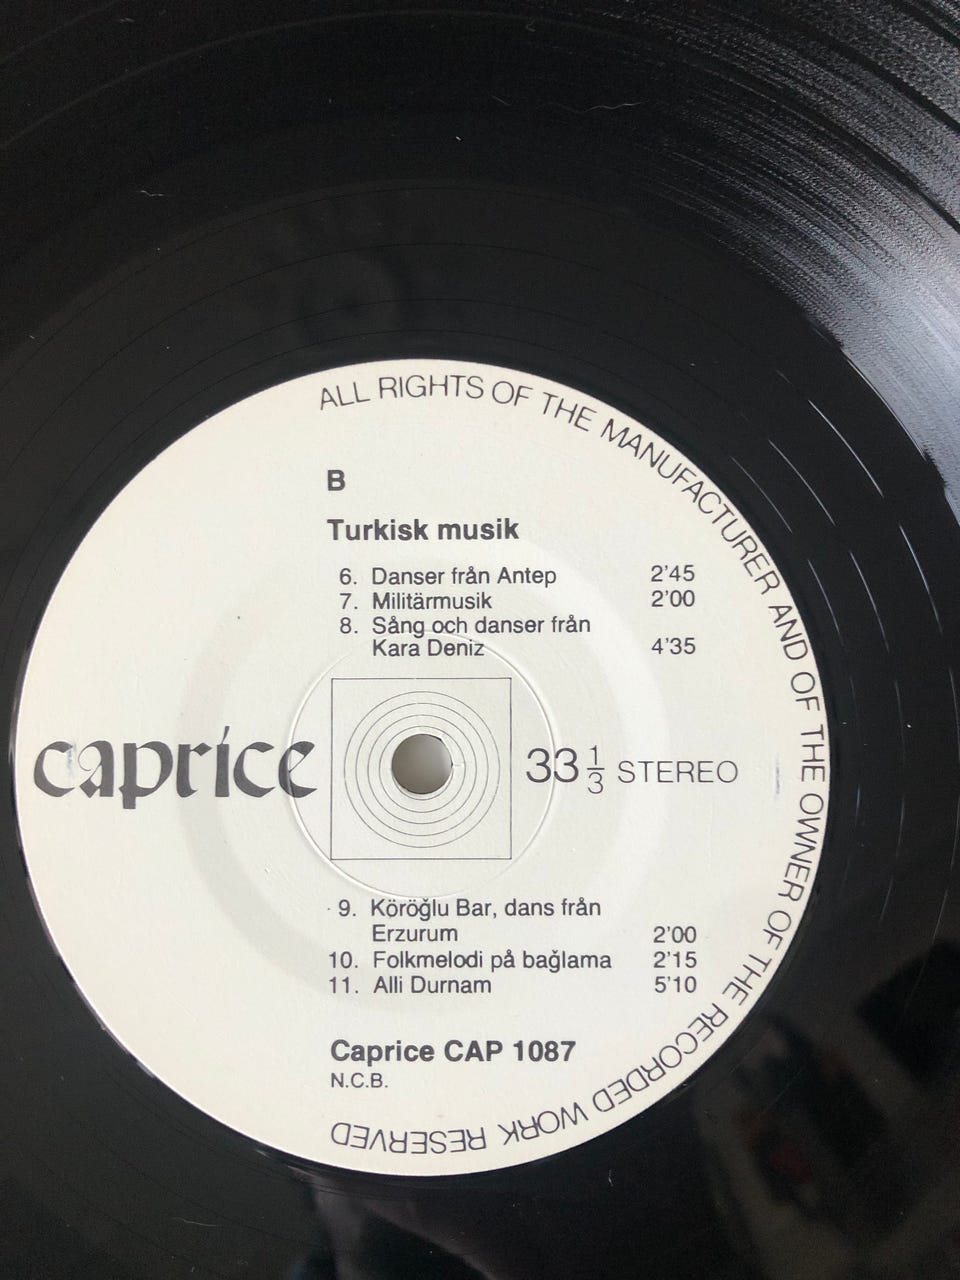 ALL RIGHTS OF THE MANUFACTURER AND OF THE OWNER OF THE RECORDED WORK RESERVED
B
Turkisk musik
6. Danser från Antep 2'45
7. Militärmusik 2'00
8. Sång och danser från
Kara Deniz 4'35
caprice
33 1/3 STEREO
9. Köröğlu Bar, dans från
Erzurum 2'00
10. Folkmelodi på bağlama 2'15
11. Alli Durnam 5'10
Caprice CAP 1087
N.C.B.